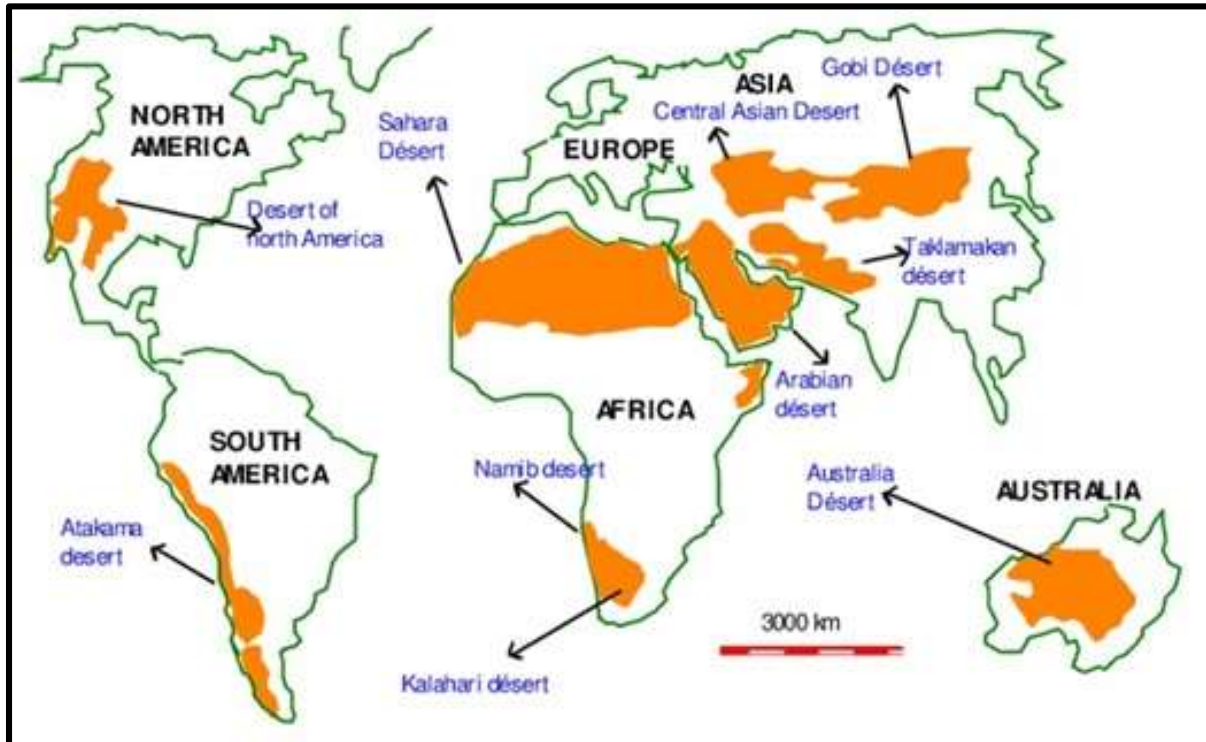 NORTH
AMERICA
Sahara
Désert
EUROPE
ASIA
Gobi Désert
Central Asian Desert
Desert of
north America
Taklamakan
désert
Arabian
désert
AFRICA
SOUTH
AMERICA
Namib desert
Australia
Désert
AUSTRALIA
Atakama
desert
3000 km
Kalahari désert